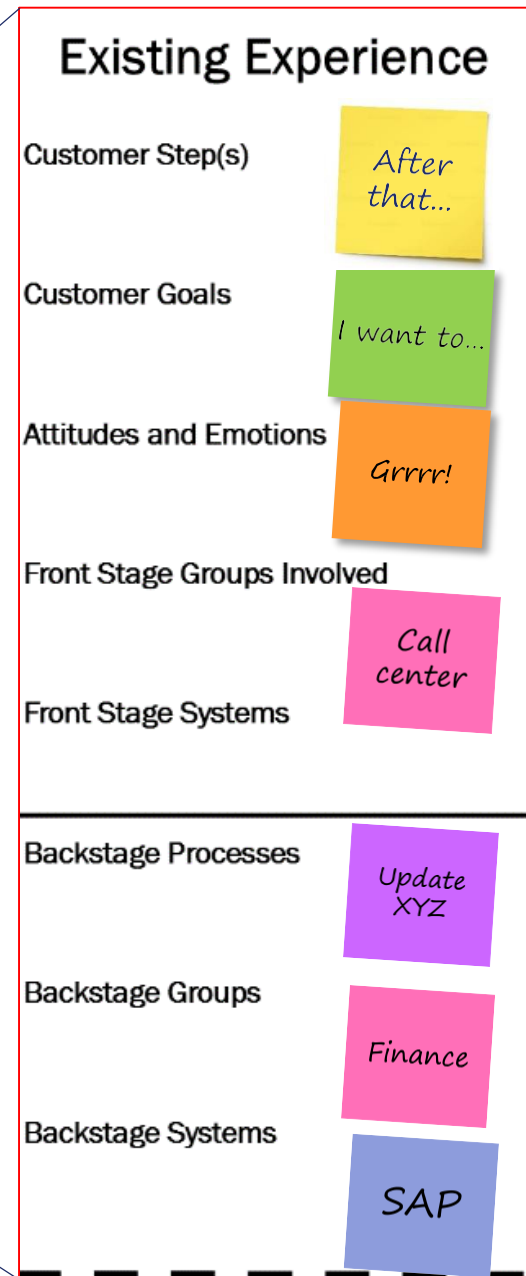 Existing Experience
Customer Step(s)
After
that...
Customer Goals
I want to...
Attitudes and Emotions
Grrrr!
Front Stage Groups Involved
Call
center
Front Stage Systems
Backstage Processes
Update
XYZ
Backstage Groups
Finance
Backstage Systems
SAP